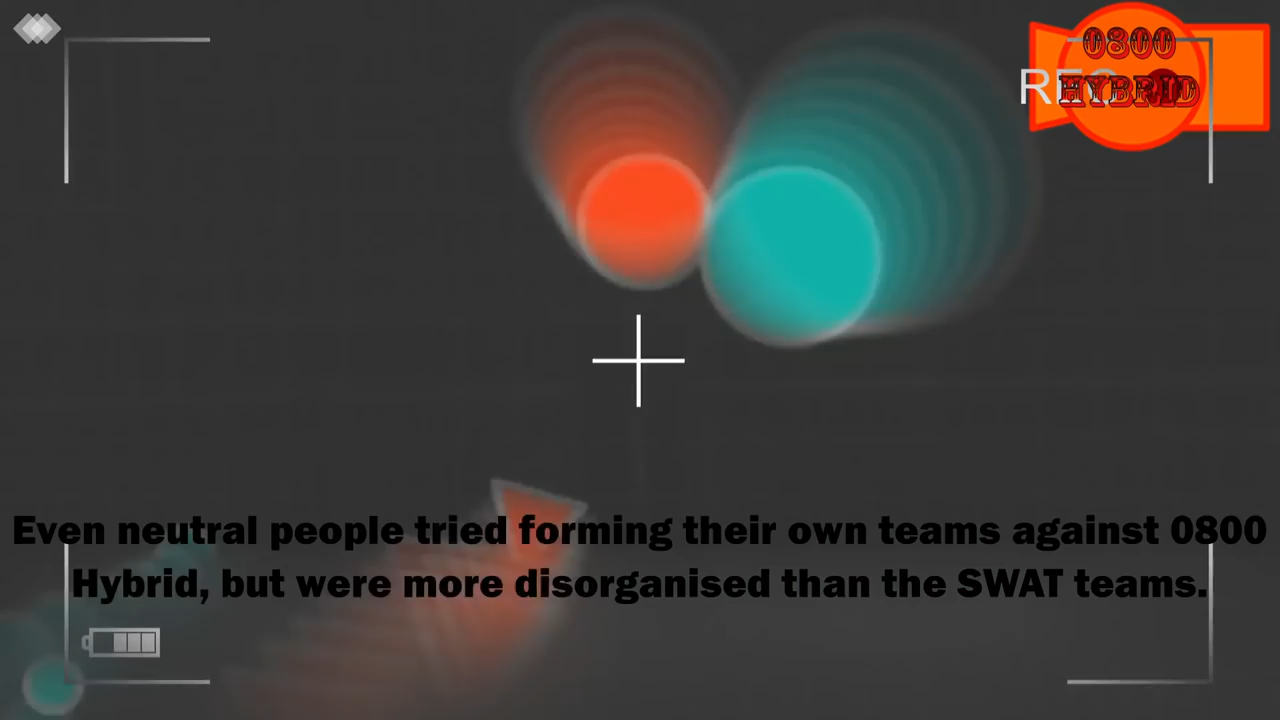 0800
REC
HYBRID
Even neutral people tried forming their own teams against 0800
Hybrid, but were more disorganised than the SWAT teams.